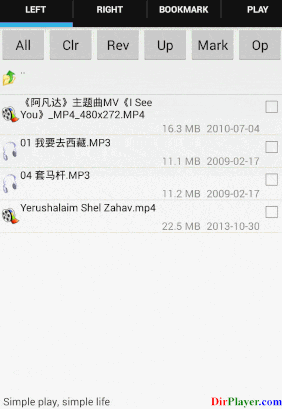 LEFT RIGHT BOOKMARK PLAY
All Clr Rev Up Mark Op
..
《阿凡达》主题曲MV《I See
You》_MP4_480x272.MP4
16.3 MB 2010-07-04
01 我要去西藏.MP3
11.1 MB 2009-02-17
04 套马杆.MP3
11.2 MB 2009-02-17
Yerushalaim Shel Zahav.mp4
22.5 MB 2013-10-30
Simple play, simple life DirPlayer.com